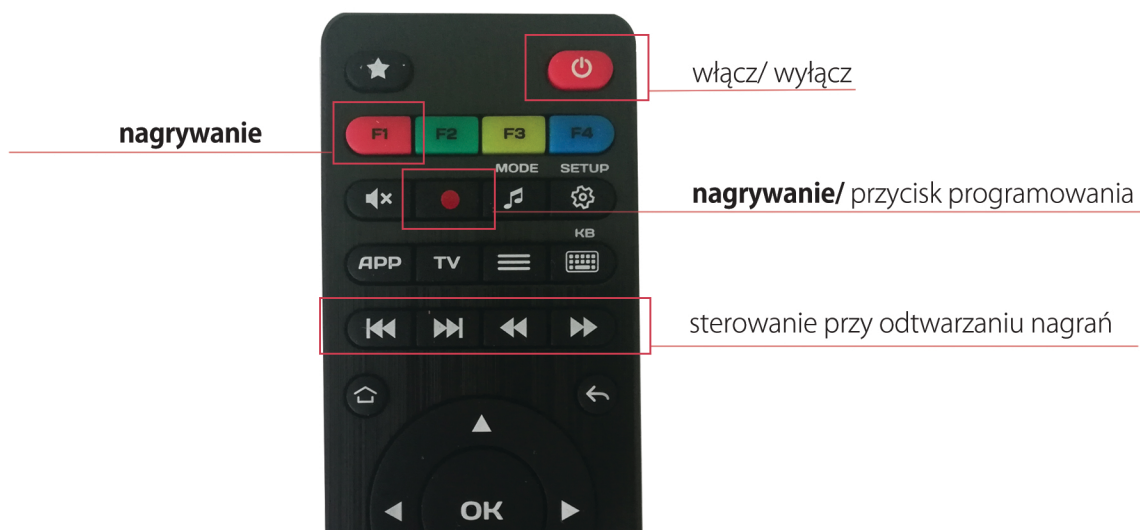 włącz/ wyłącz
F1 F2 F3 F4
nagrywanie
MODE SETUP
nagrywanie/ przycisk programowania
KB
APP TV
sterowanie przy odtwarzaniu nagrań
OK